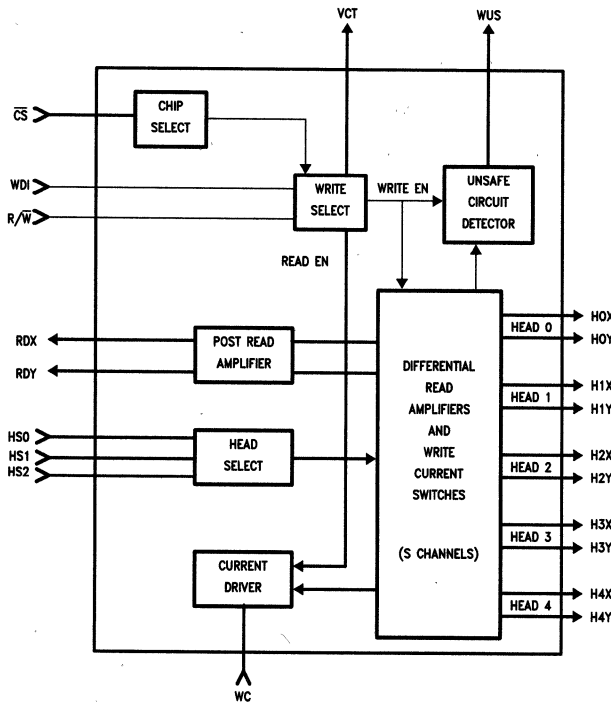 VCT
WUS
CS
CHIP
SELECT
WDI
R/W
WRITE
SELECT
WRITE EN
UNSAFE
CIRCUIT
DETECTOR
READ EN
RDX
RDY
POST READ
AMPLIFIER
DIFFERENTIAL
READ
AMPLIFIERS
AND
WRITE
CURRENT
SWITCHES
(S CHANNELS)
H0X
HEAD 0
H0Y
H1X
HEAD 1
H1Y
HS0
HS1
HS2
HEAD
SELECT
H2X
HEAD 2
H2Y
H3X
HEAD 3
H3Y
CURRENT
DRIVER
H4X
HEAD 4
H4Y
WC